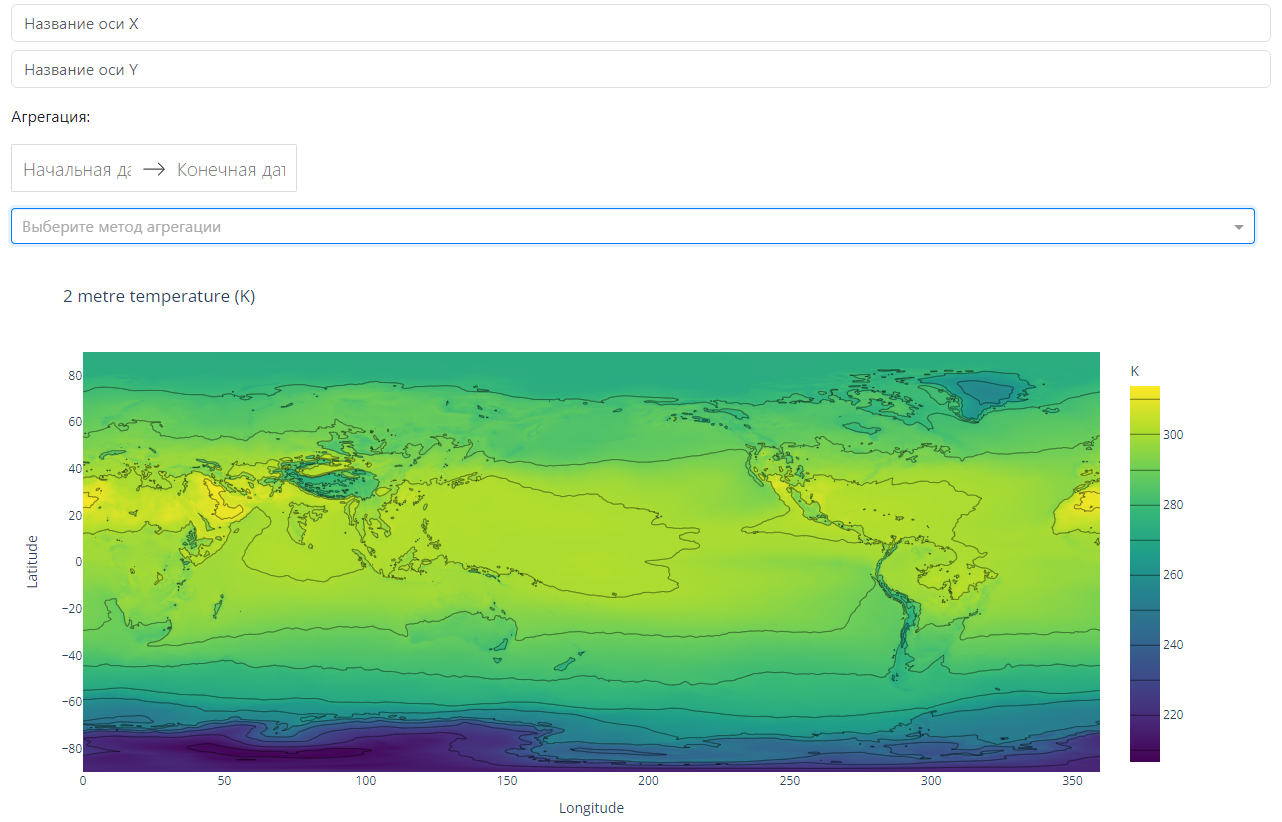 Название оси X
Название оси Y
Агрегация:
Начальная да → Конечная дат
Выберите метод агрегации
2 metre temperature (K)
K
80
60
40
20
0
−20
−40
−60
−80
Latitude
300
280
260
240
220
0 50 100 150 200 250 300 350
Longitude